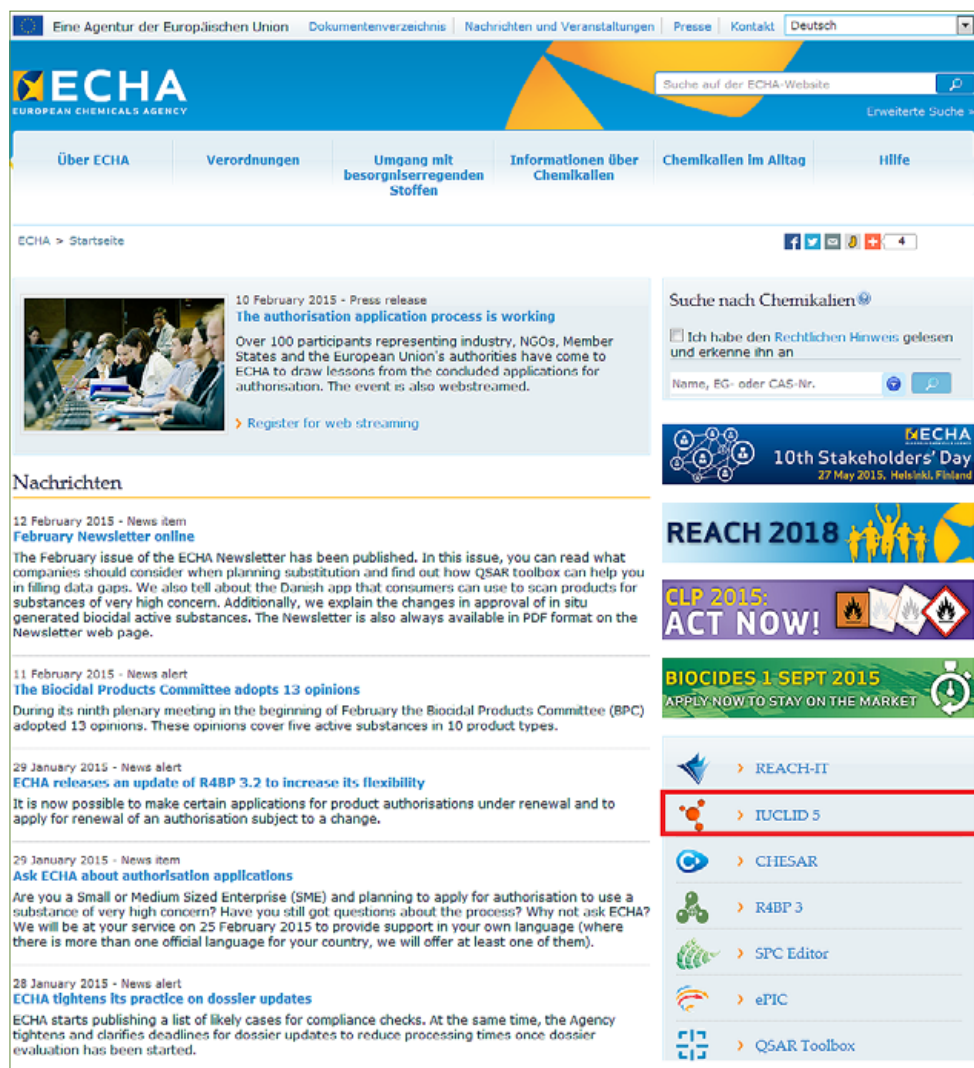 Eine Agentur der Europäischen Union Dokumentenverzeichnis Nachrichten und Veranstaltungen Presse Kontakt Deutsch
ECHA
EUROPEAN CHEMICALS AGENCY
Suche auf der ECHA-Website
Erweiterte Suche »
Über ECHA
Verordnungen
Umgang mit
besorgniserregenden
Stoffen
Informationen über
Chemikalien
Chemikalien im Alltag
Hilfe
ECHA > Startseite
4
10 February 2015 - Press release
The authorisation application process is working
Over 100 participants representing industry, NGOs, Member
States and the European Union's authorities have come to
ECHA to draw lessons from the concluded applications for
authorisation. The event is also webstreamed.
Register for web streaming
Nachrichten
12 February 2015 - News item
February Newsletter online
The February issue of the ECHA Newsletter has been published. In this issue, you can read what
companies should consider when planning substitution and find out how QSAR toolbox can help you
in filling data gaps. We also tell about the Danish app that consumers can use to scan products for
substances of very high concern. Additionally, we explain the changes in approval of in situ
generated biocidal active substances. The Newsletter is also always available in PDF format on the
Newsletter web page.
11 February 2015 - News alert
The Biocidal Products Committee adopts 13 opinions
During its ninth plenary meeting in the beginning of February the Biocidal Products Committee (BPC)
adopted 13 opinions. These opinions cover five active substances in 10 product types.
29 January 2015 - News alert
ECHA releases an update of R4BP 3.2 to increase its flexibility
It is now possible to make certain applications for product authorisations under renewal and to
apply for renewal of an authorisation subject to a change.
29 January 2015 - News item
Ask ECHA about authorisation applications
Are you a Small or Medium Sized Enterprise (SME) and planning to apply for authorisation to use a
substance of very high concern? Have you still got questions about the process? Why not ask ECHA?
We will be at your service on 25 February 2015 to provide support in your own language (where
there is more than one official language for your country, we will offer at least one of them).
28 January 2015 - News alert
ECHA tightens its practice on dossier updates
ECHA starts publishing a list of likely cases for compliance checks. At the same time, the Agency
tightens and clarifies deadlines for dossier updates to reduce processing times once dossier
evaluation has been started.
Suche nach Chemikalien
Ich habe den Rechtlichen Hinweis gelesen
und erkenne ihn an
Name, EG- oder CAS-Nr.
ECHA
10th Stakeholders' Day
27 May 2015, Helsinki, Finland
REACH 2018
CLP 2015:
ACT NOW!
BIOCIDES 1 SEPT 2015
APPLY NOW TO STAY ON THE MARKET
REACH-IT
IUCLID 5
CHESAR
R4BP 3
SPC Editor
ePIC
QSAR Toolbox